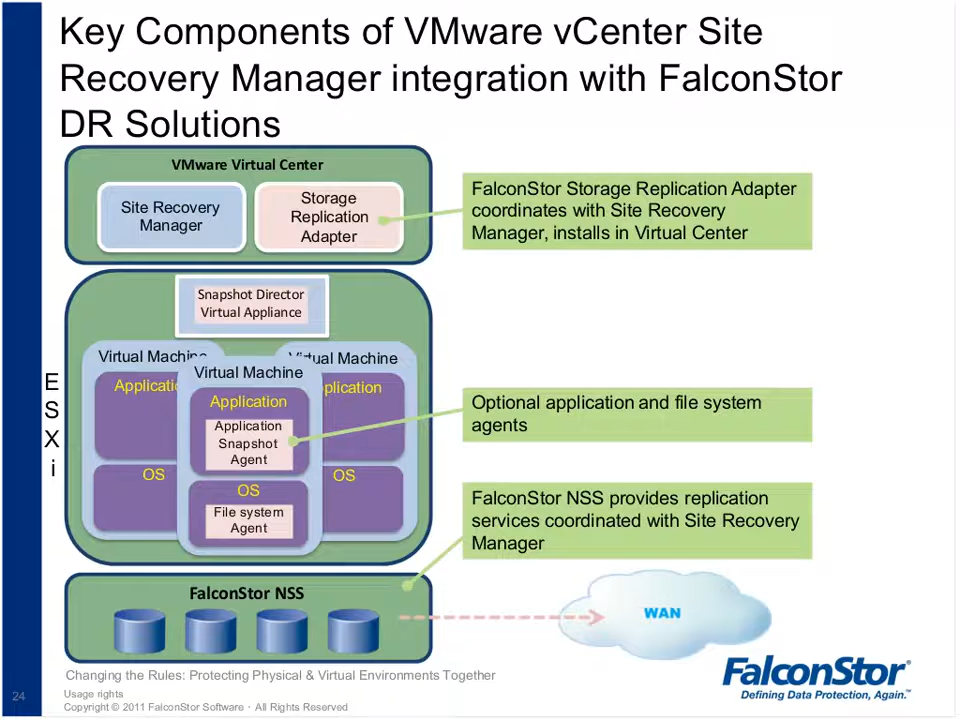 Key Components of VMware vCenter Site
Recovery Manager integration with FalconStor
DR Solutions
VMware Virtual Center
Site Recovery
Manager
Storage
Replication
Adapter
FalconStor Storage Replication Adapter
coordinates with Site Recovery
Manager, installs in Virtual Center
Snapshot Director
Virtual Appliance
E
S
X
i
Virtual Machine
Virtual Machine
Virtual Machine
Application
Application
Application
Application
Snapshot
Agent
OS
OS
OS
File system
Agent
Optional application and file system
agents
FalconStor NSS provides replication
services coordinated with Site Recovery
Manager
FalconStor NSS
WAN
Changing the Rules: Protecting Physical & Virtual Environments Together
24
Usage rights
Copyright © 2011 FalconStor Software · All Rights Reserved
FalconStor®
Defining Data Protection, Again.™